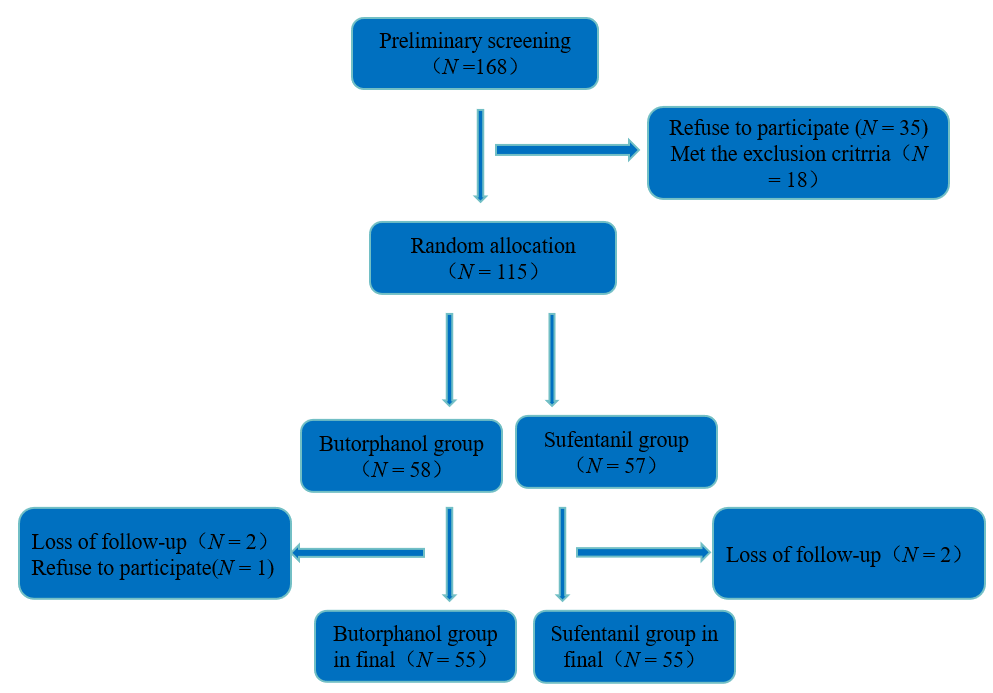 Preliminary screening
（N =168）
Refuse to participate (N = 35)
Met the exclusion critrria（N
= 18）
Random allocation
（N = 115）
Butorphanol group
（N = 58）
Sufentanil group
（N = 57）
Loss of follow-up（N = 2）
Refuse to participate(N = 1)
Loss of follow-up（N = 2）
Butorphanol group
in final（N = 55）
Sufentanil group in
final（N = 55）